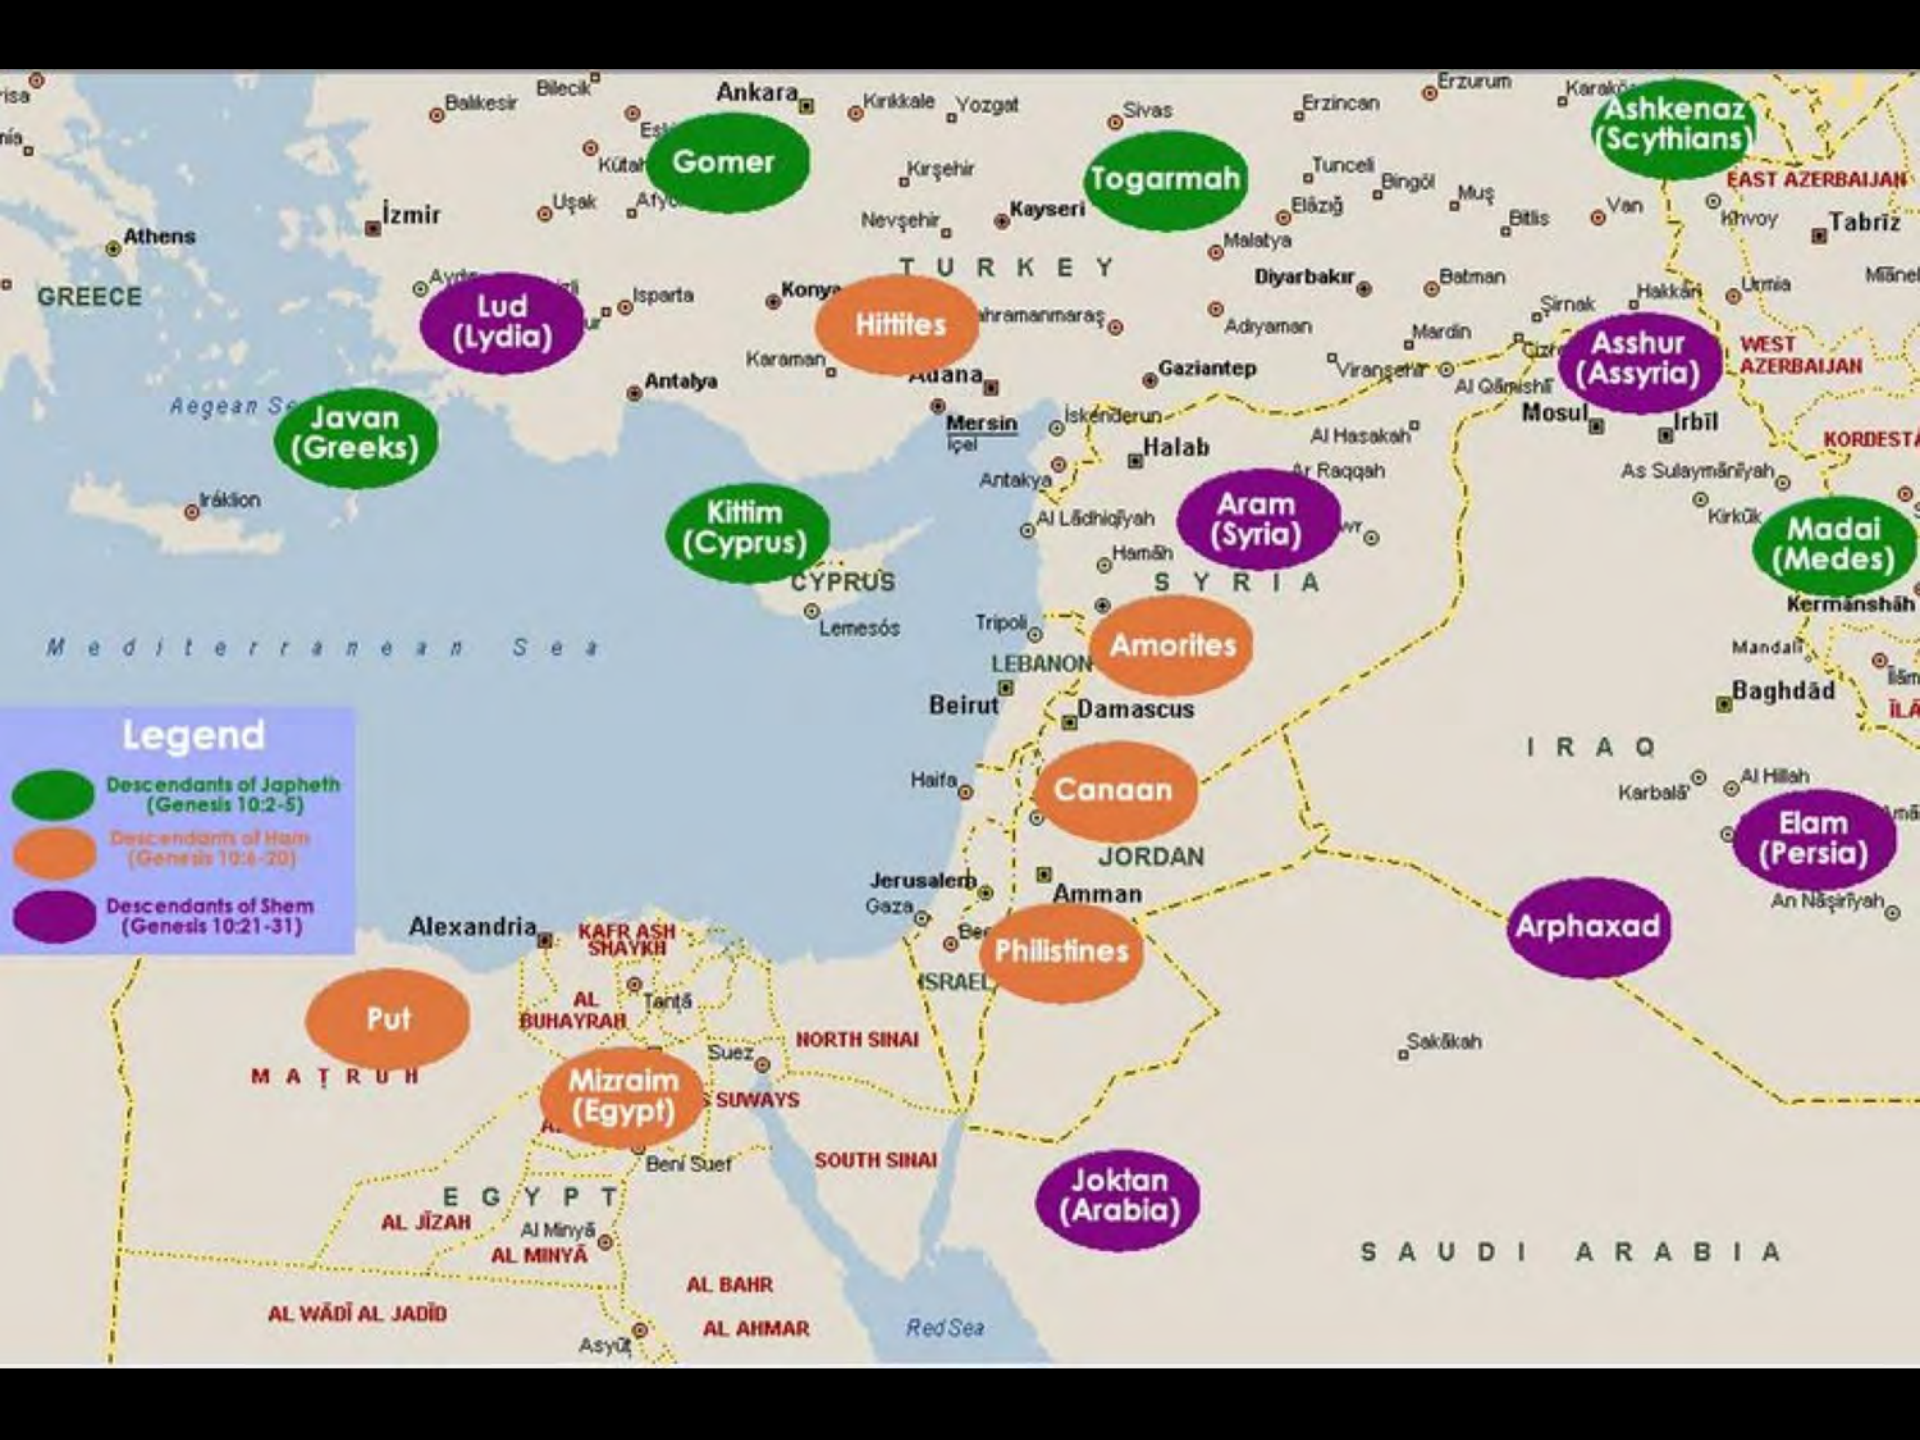 Balıkesir
Bilecik
Ankara
Kırıkkale
Yozgat
Sivas
Erzincan
Erzurum
Ashkenaz
(Scythians)
Gomer
Togarmah
Kırşehir
Tunceli
Bingöl
Muş
EAST AZERBAIJAN
Uşak
İzmir
Nevşehir
Kayseri
Elâzığ
Bitlis
Van
Khvoy
Tabrīz
Athens
Malatya
TURKEY
GREECE
Diyarbakır
Batman
Hakkâri
Urmia
Lud
(Lydia)
Isparta
Konya
Hittites
ahramanmaraş
Adıyaman
Şırnak
Mardin
Asshur
(Assyria)
WEST
AZERBAIJAN
Karaman
Adana
Antalya
Gaziantep
Viranşehir
Al Qāmishlī
Javan
(Greeks)
Mersin
İçel
İskenderun
Halab
Al Hasakah
Mosul
Irbīl
Antakya
Ar Raqqah
As Sulaymānīyah
Iráklion
Kittim
(Cyprus)
Al Lādhiqīyah
Aram
(Syria)
Kirkūk
Madai
(Medes)
Hamāh
CYPRUS
SYRIA
Kermānshāh
Lemesós
Tripoli
Amorites
Mediterranean Sea
LEBANON
Mandalī
Beirut
Damascus
Baghdād
Legend
Descendants of Japheth
(Genesis 10:2-5)
Descendants of Ham
(Genesis 10:6-20)
Descendants of Shem
(Genesis 10:21-31)
IRAQ
Haifa
Canaan
Karbalā'
Al Hillah
Elam
(Persia)
JORDAN
Jerusalem
Amman
Gaza
An Nāşirīyah
Alexandria
KAFR ASH
SHAYKH
Philistines
Arphaxad
ISRAEL
Put
AL
BUHAYRAH
Ţanţā
MAŢRUH
Suez
NORTH SINAI
Sakākah
Mizraim
(Egypt)
SUWAYS
Beni Suef
SOUTH SINAI
Joktan
(Arabia)
EGYPT
AL JĪZAH
Al Minyā
AL MINYĀ
SAUDI ARABIA
AL BAHR
AL AHMAR
AL WĀDĪ AL JADĪD
Red Sea
Asyūţ